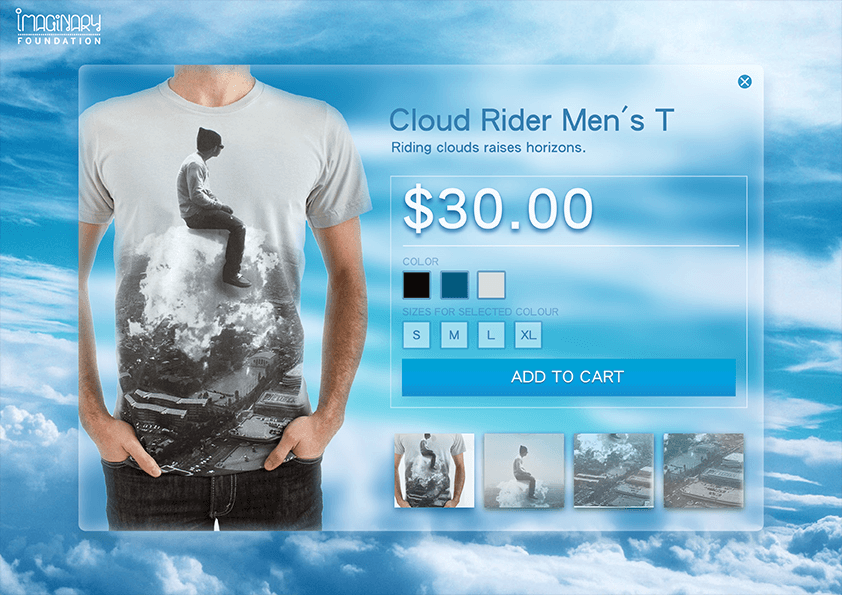 imaginary
FOUNDATION
Cloud Rider Men´s T
Riding clouds raises horizons.
$30.00
COLOR
SIZES FOR SELECTED COLOUR
S M L XL
ADD TO CART